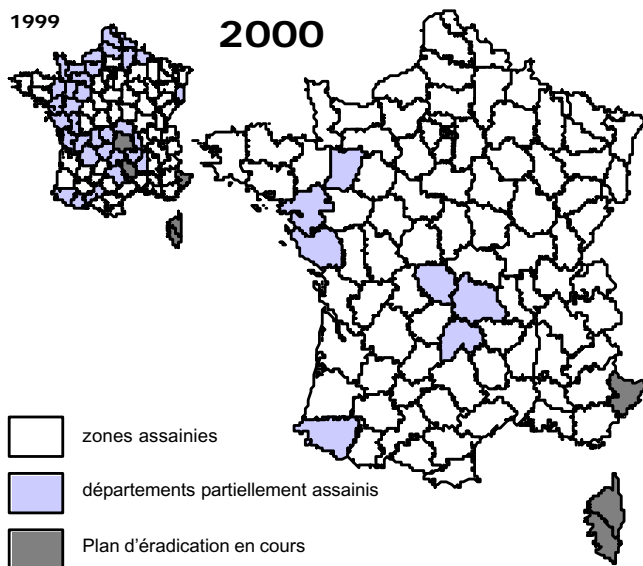 1999
2000
zones assainies
départements partiellement assainis
Plan d'éradication en cours